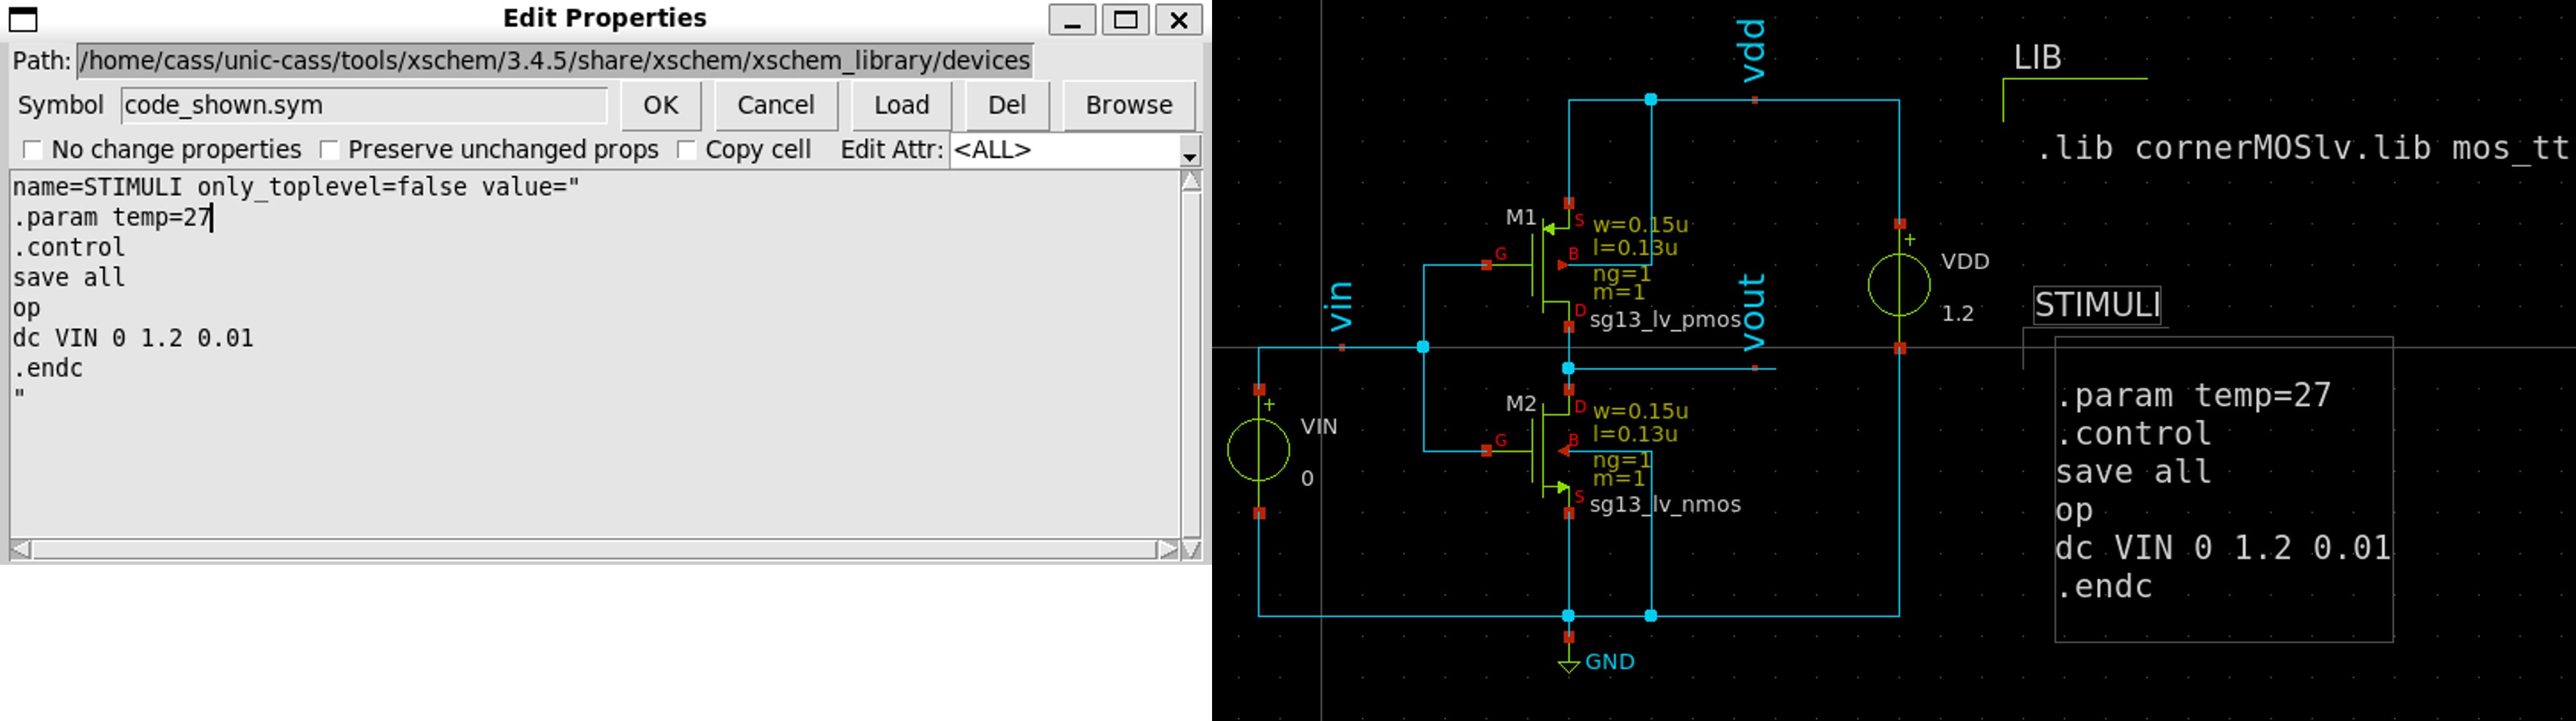 Edit Properties
Path: /home/cass/unic-cass/tools/xschem/3.4.5/share/xschem/xschem_library/devices
Symbol code_shown.sym OK Cancel Load Del Browse
No change properties Preserve unchanged props Copy cell Edit Attr: <ALL>
name=STIMULI only_toplevel=false value="
.param temp=27
.control
save all
op
dc VIN 0 1.2 0.01
.endc
"
vdd
LIB
.lib cornerMOSlv.lib mos_tt
M1
S
w=0.15u
l=0.13u
G
B
ng=1
m=1
D
sg13_lv_pmos
vin
vout
+
VDD
1.2
STIMULI
.param temp=27
.control
save all
op
dc VIN 0 1.2 0.01
.endc
+
VIN
0
M2
D
w=0.15u
l=0.13u
G
B
ng=1
m=1
S
sg13_lv_nmos
GND